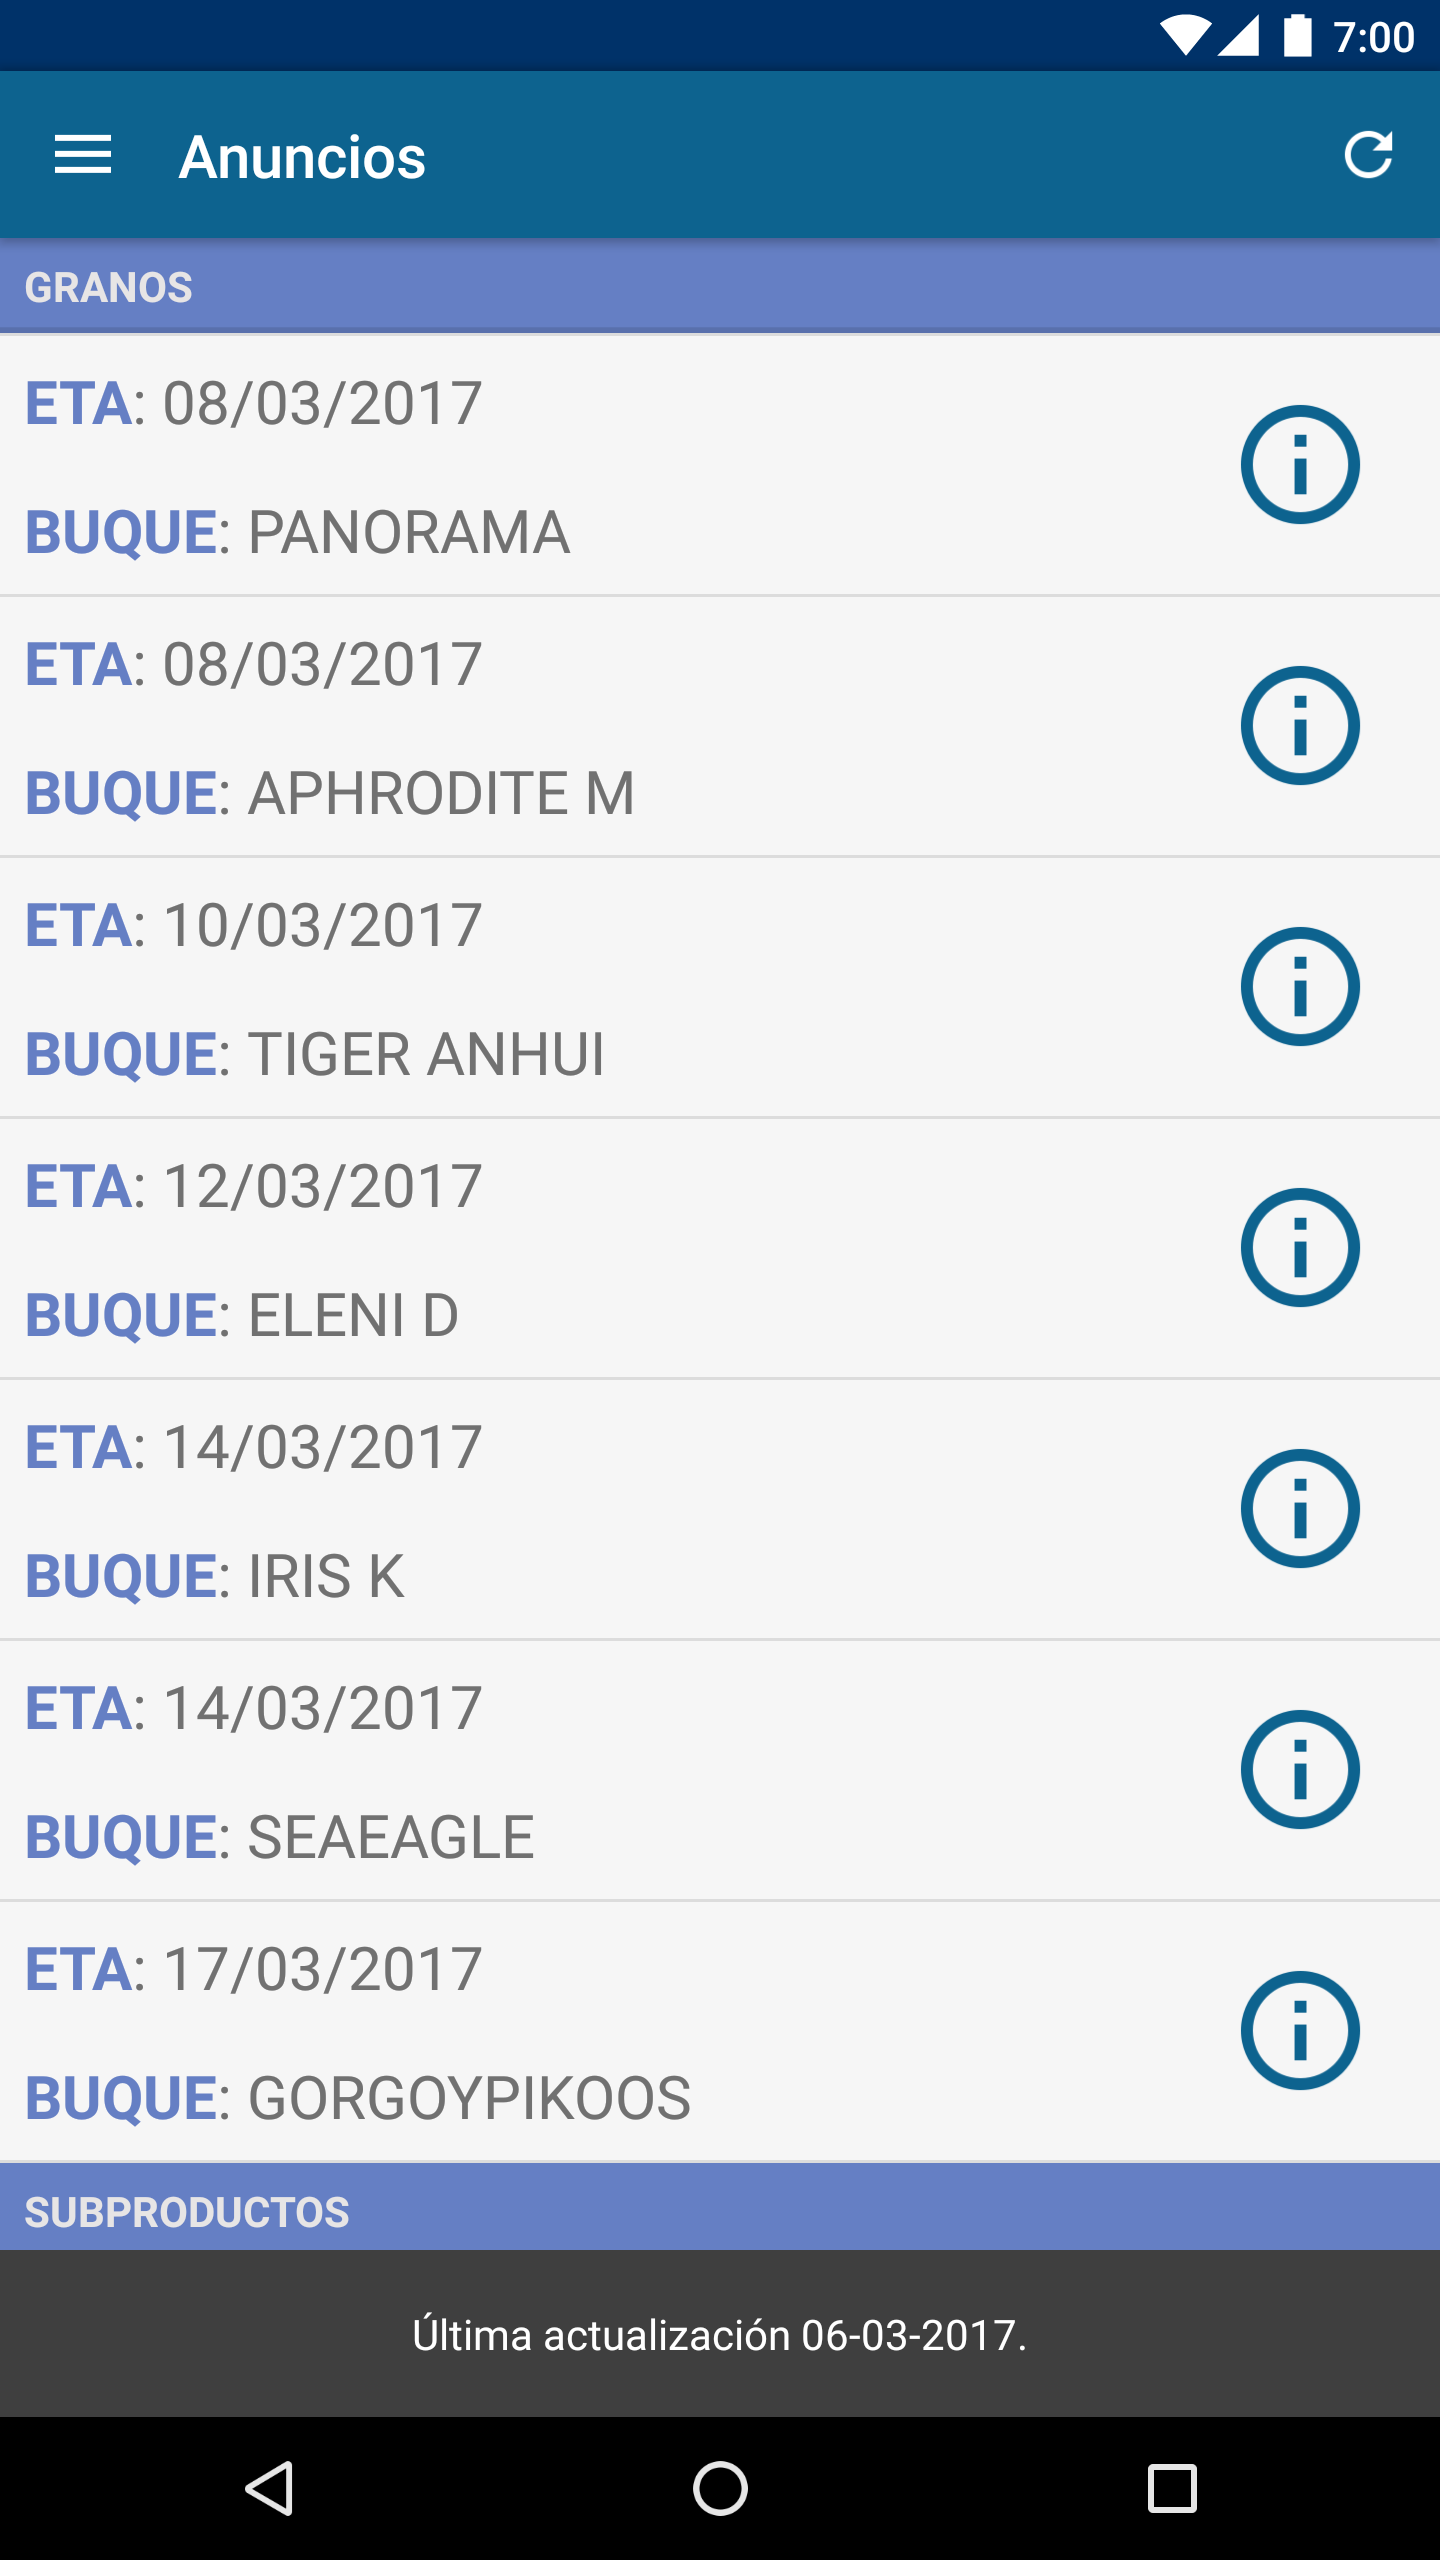 7:00
Anuncios
GRANOS
ETA: 08/03/2017
BUQUE: PANORAMA
ETA: 08/03/2017
BUQUE: APHRODITE M
ETA: 10/03/2017
BUQUE: TIGER ANHUI
ETA: 12/03/2017
BUQUE: ELENI D
ETA: 14/03/2017
BUQUE: IRIS K
ETA: 14/03/2017
BUQUE: SEAEAGLE
ETA: 17/03/2017
BUQUE: GORGOYPIKOOS
SUBPRODUCTOS
Última actualización 06-03-2017.